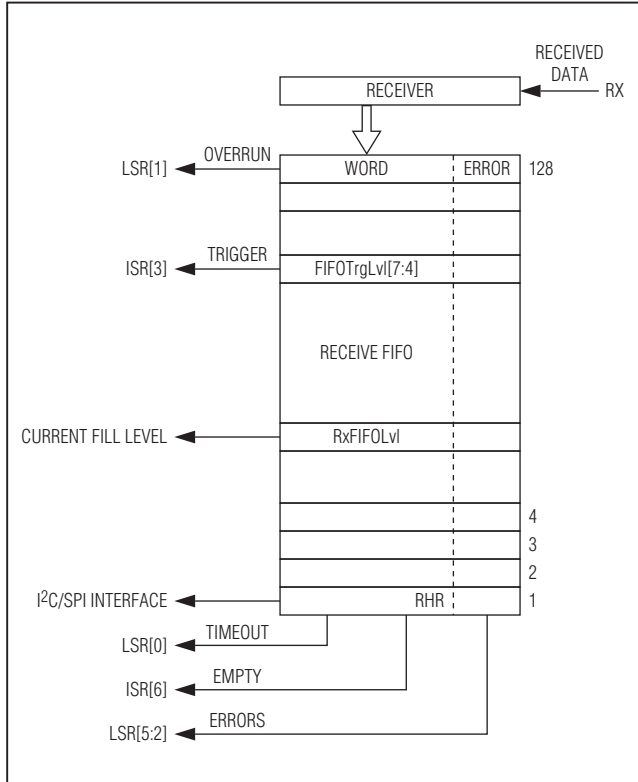 RECEIVED
DATA
RECEIVER
RX
OVERRUN
LSR[1]
WORD
ERROR
128
TRIGGER
ISR[3]
FIFOTrgLvl[7:4]
RECEIVE FIFO
CURRENT FILL LEVEL
RxFIFOLvl
4
3
2
I²C/SPI INTERFACE
RHR
1
TIMEOUT
LSR[0]
EMPTY
ISR[6]
ERRORS
LSR[5:2]